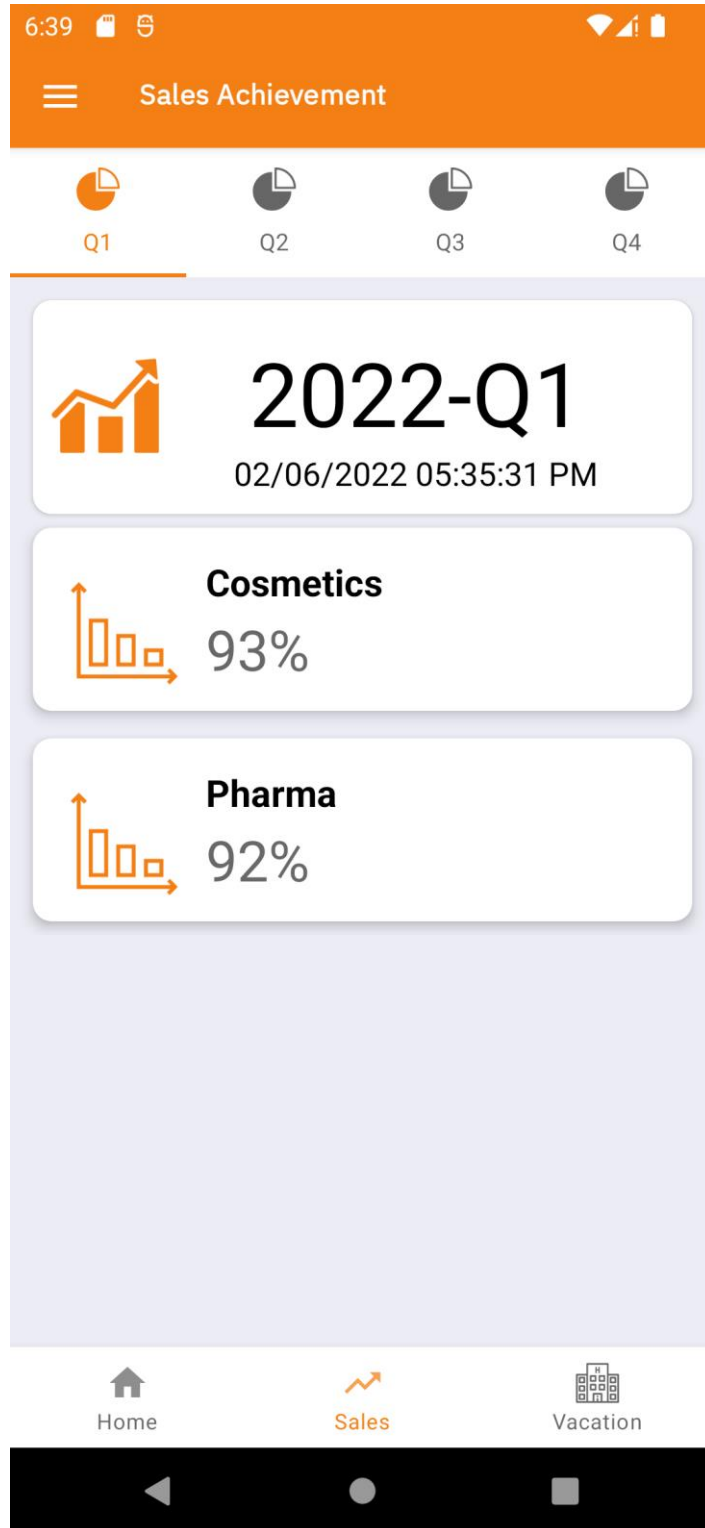 6:39
Sales Achievement
Q1 Q2 Q3 Q4
2022-Q1
02/06/2022 05:35:31 PM
Cosmetics
93%
Pharma
92%
Home Sales Vacation